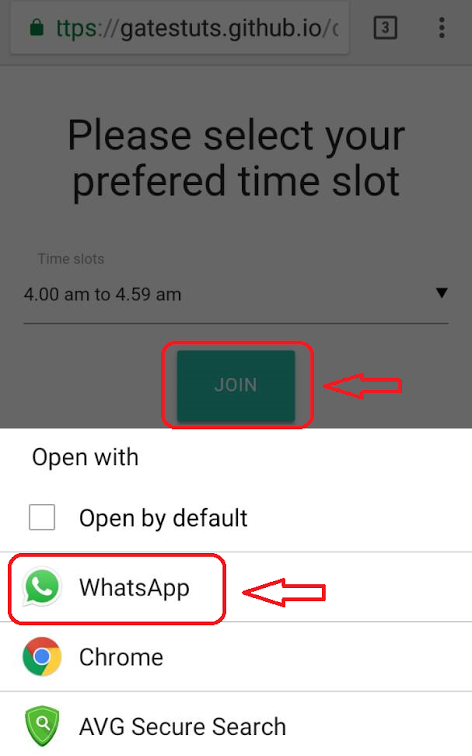 ttps://gatestuts.github.io/
3
Please select your
prefered time slot
Time slots
4.00 am to 4.59 am
JOIN
Open with
Open by default
WhatsApp
Chrome
AVG Secure Search